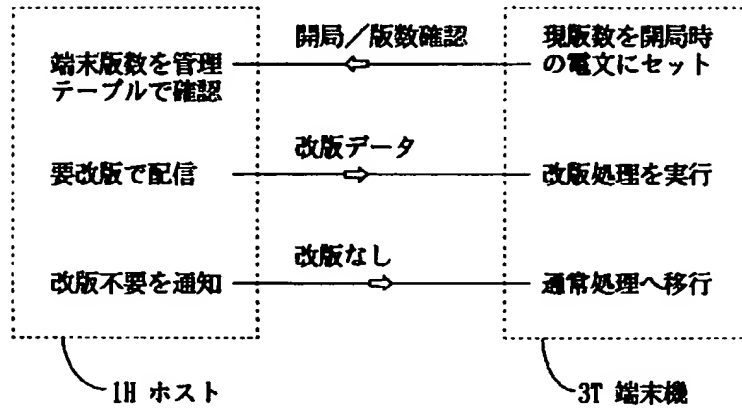 開局／版数確認
端末版数を管理
テーブルで確認
現版数を開局時
の電文にセット
改版データ
要改版で配信
改版処理を実行
改版なし
改版不要を通知
通常処理へ移行
1H ホスト
3T 端末機